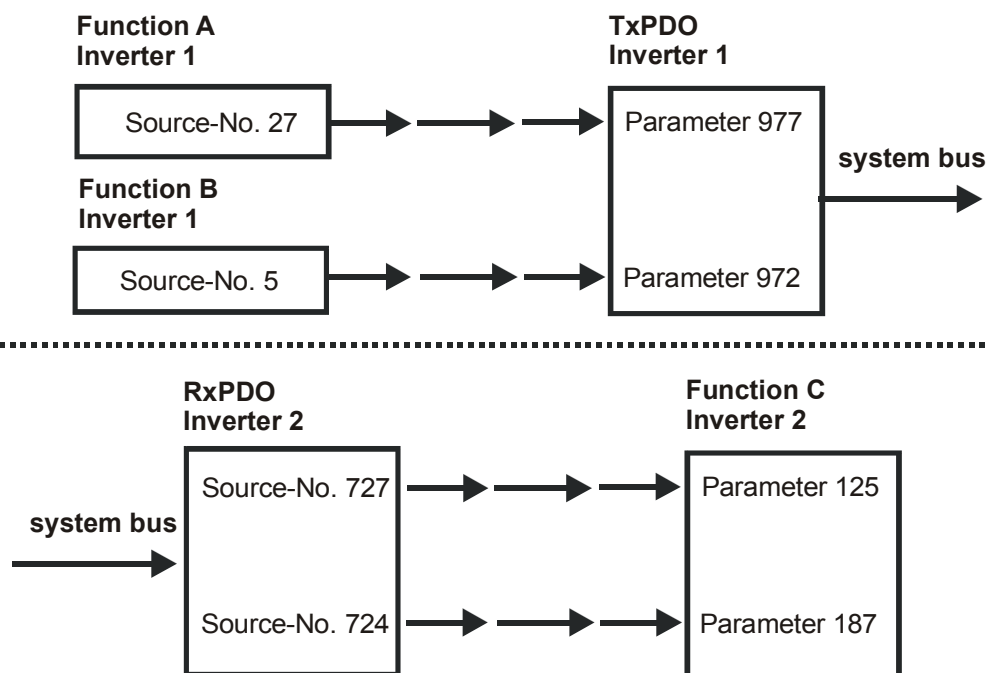 Function A
Inverter 1
Source-No. 27
TxPDO
Inverter 1
Parameter 977
system bus
Function B
Inverter 1
Source-No. 5
Parameter 972
RxPDO
Inverter 2
Function C
Inverter 2
Source-No. 727
Parameter 125
system bus
Source-No. 724
Parameter 187